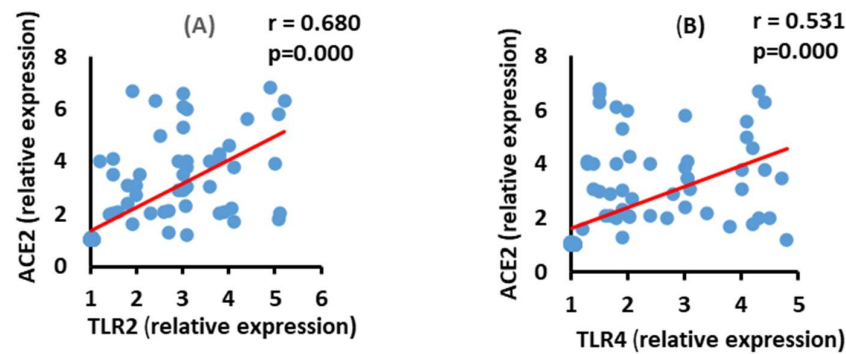 (A)
r = 0.680
p=0.000
ACE2 (relative expression)
8
6
4
2
0
1 2 3 4 5 6
TLR2 (relative expression)
(B)
r = 0.531
p=0.000
ACE2 (relative expression)
8
6
4
2
0
1 2 3 4 5
TLR4 (relative expression)